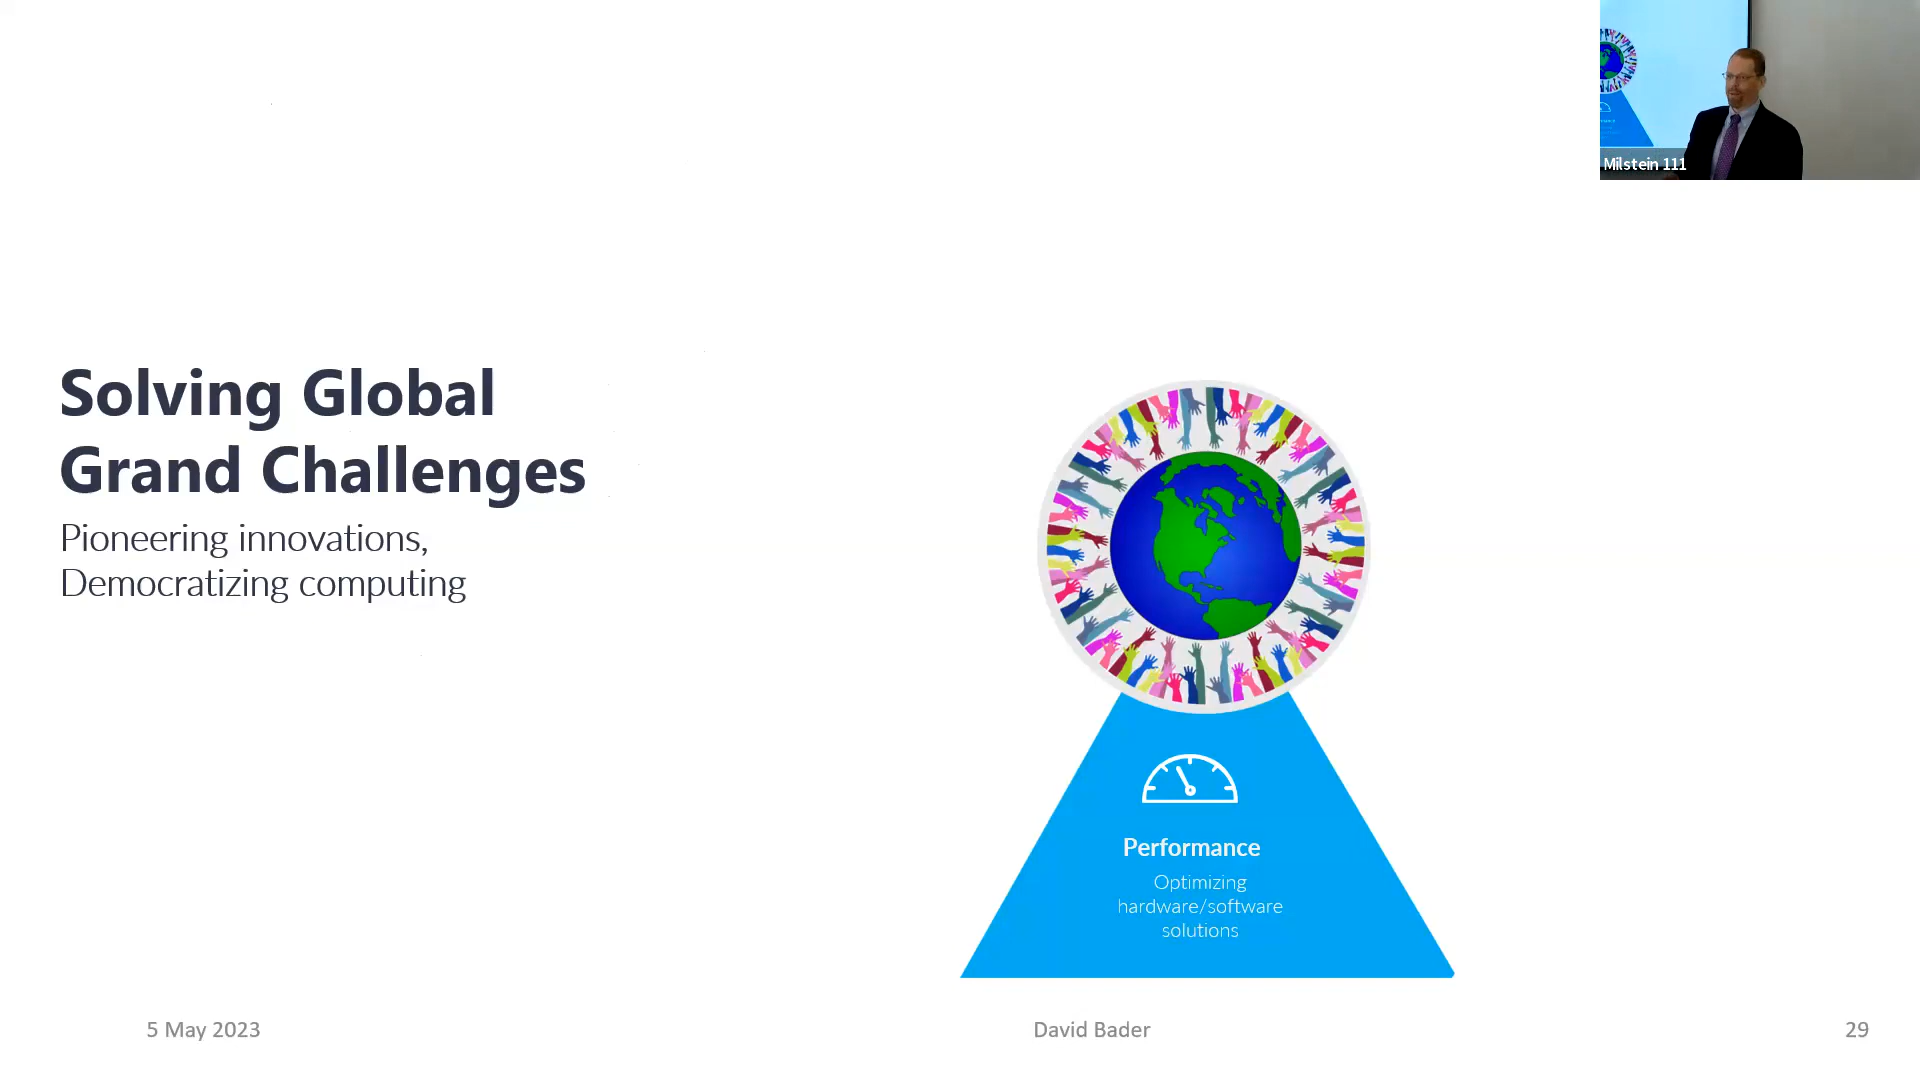 Milstein 111
Solving Global
Grand Challenges
Pioneering innovations,
Democratizing computing
Performance
Optimizing
hardware/software
solutions
5 May 2023
David Bader
29